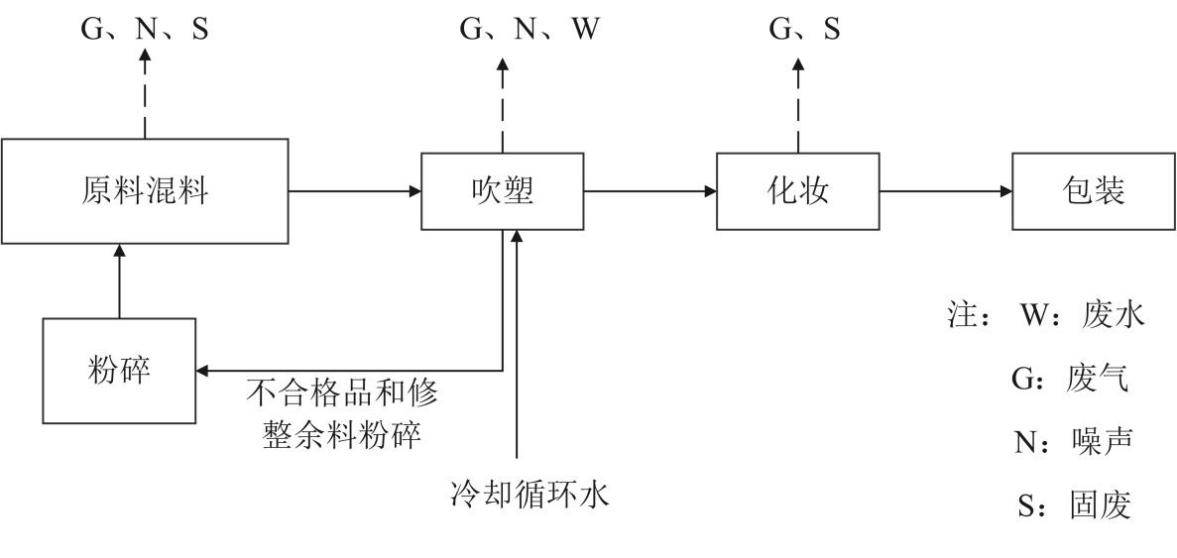 G、N、S
G、N、W
G、S
原料混料
吹塑
化妆
包装
粉碎
不合格品和修
整余料粉碎
冷却循环水
注： W：废水
G：废气
N：噪声
S：固废